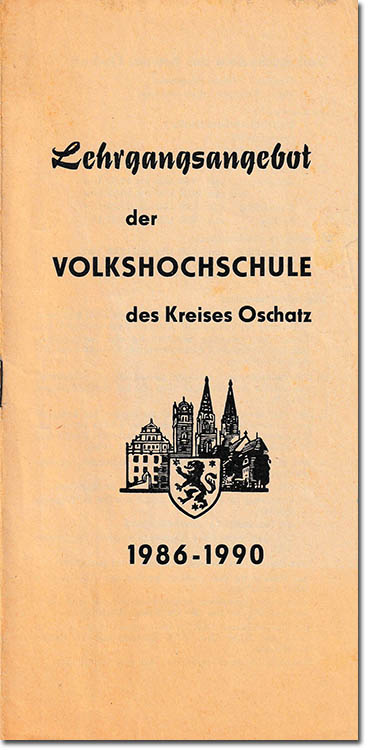 Lehrgangsangebot
der
VOLKSHOCHSCHULE
des Kreises Oschatz
1986-1990